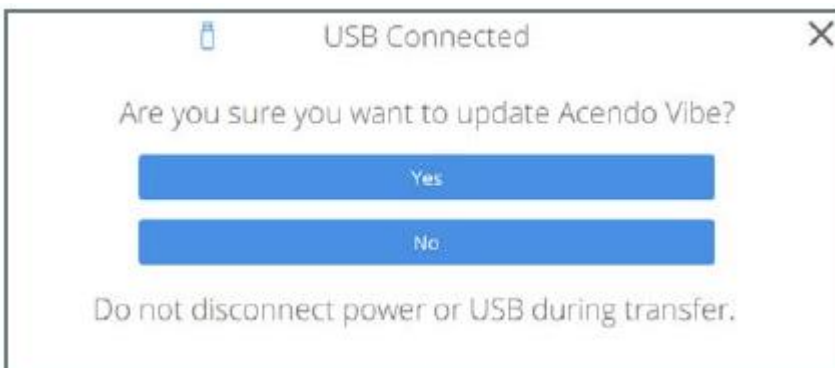 USB Connected
Are you sure you want to update Acendo Vibe?
Yes
No
Do not disconnect power or USB during transfer.